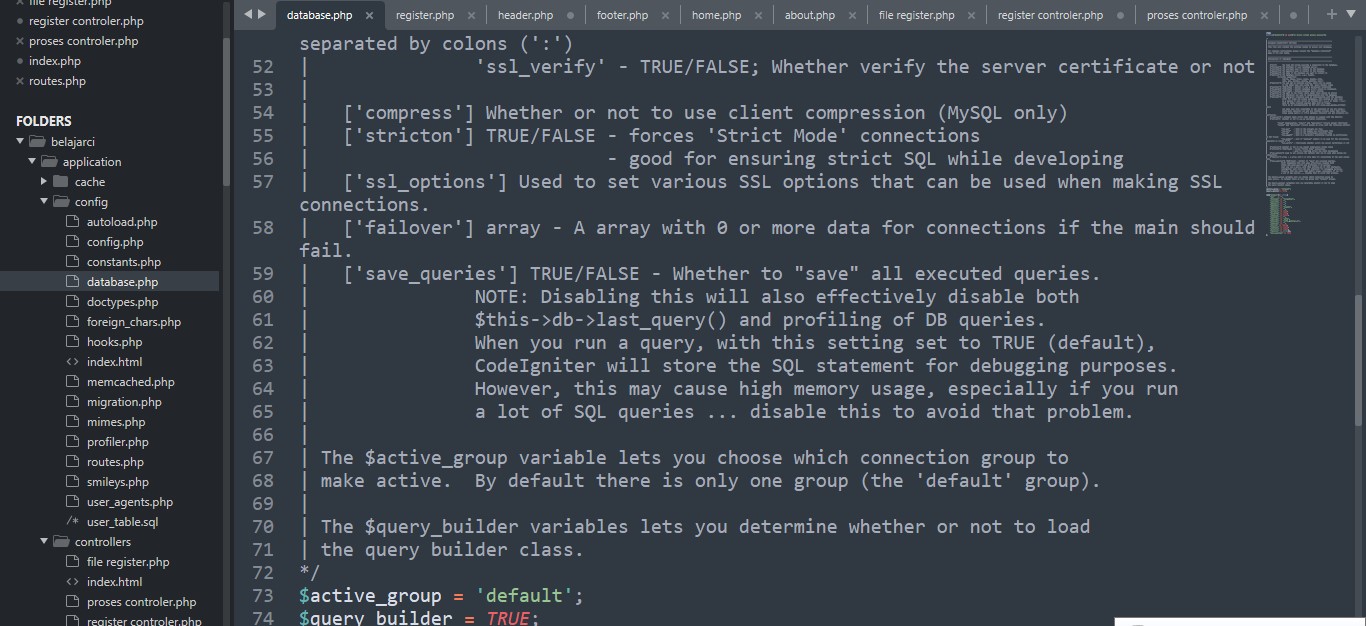 file register.php
register controler.php
proses controler.php
index.php
routes.php
FOLDERS
belajarci
application
cache
config
autoload.php
config.php
constants.php
database.php
doctypes.php
foreign_chars.php
hooks.php
<> index.html
memcached.php
migration.php
mimes.php
profiler.php
routes.php
smileys.php
user_agents.php
/* user_table.sql
controllers
file register.php
<> index.html
proses controler.php
register controler.php
database.php × register.php × header.php footer.php × home.php × about.php × file register.php × register controler.php proses controler.php ×
separated by colons (':')
52 | 'ssl_verify' - TRUE/FALSE; Whether verify the server certificate or not
53 |
54 | ['compress'] Whether or not to use client compression (MySQL only)
55 | ['stricton'] TRUE/FALSE - forces 'Strict Mode' connections
56 | - good for ensuring strict SQL while developing
57 | ['ssl_options'] Used to set various SSL options that can be used when making SSL
connections.
58 | ['failover'] array - A array with 0 or more data for connections if the main should
fail.
59 | ['save_queries'] TRUE/FALSE - Whether to "save" all executed queries.
60 | NOTE: Disabling this will also effectively disable both
61 | $this->db->last_query() and profiling of DB queries.
62 | When you run a query, with this setting set to TRUE (default),
63 | CodeIgniter will store the SQL statement for debugging purposes.
64 | However, this may cause high memory usage, especially if you run
65 | a lot of SQL queries ... disable this to avoid that problem.
66 |
67 | The $active_group variable lets you choose which connection group to
68 | make active.  By default there is only one group (the 'default' group).
69 |
70 | The $query_builder variables lets you determine whether or not to load
71 | the query builder class.
72 */
73 $active_group = 'default';
74 $query_builder = TRUE;